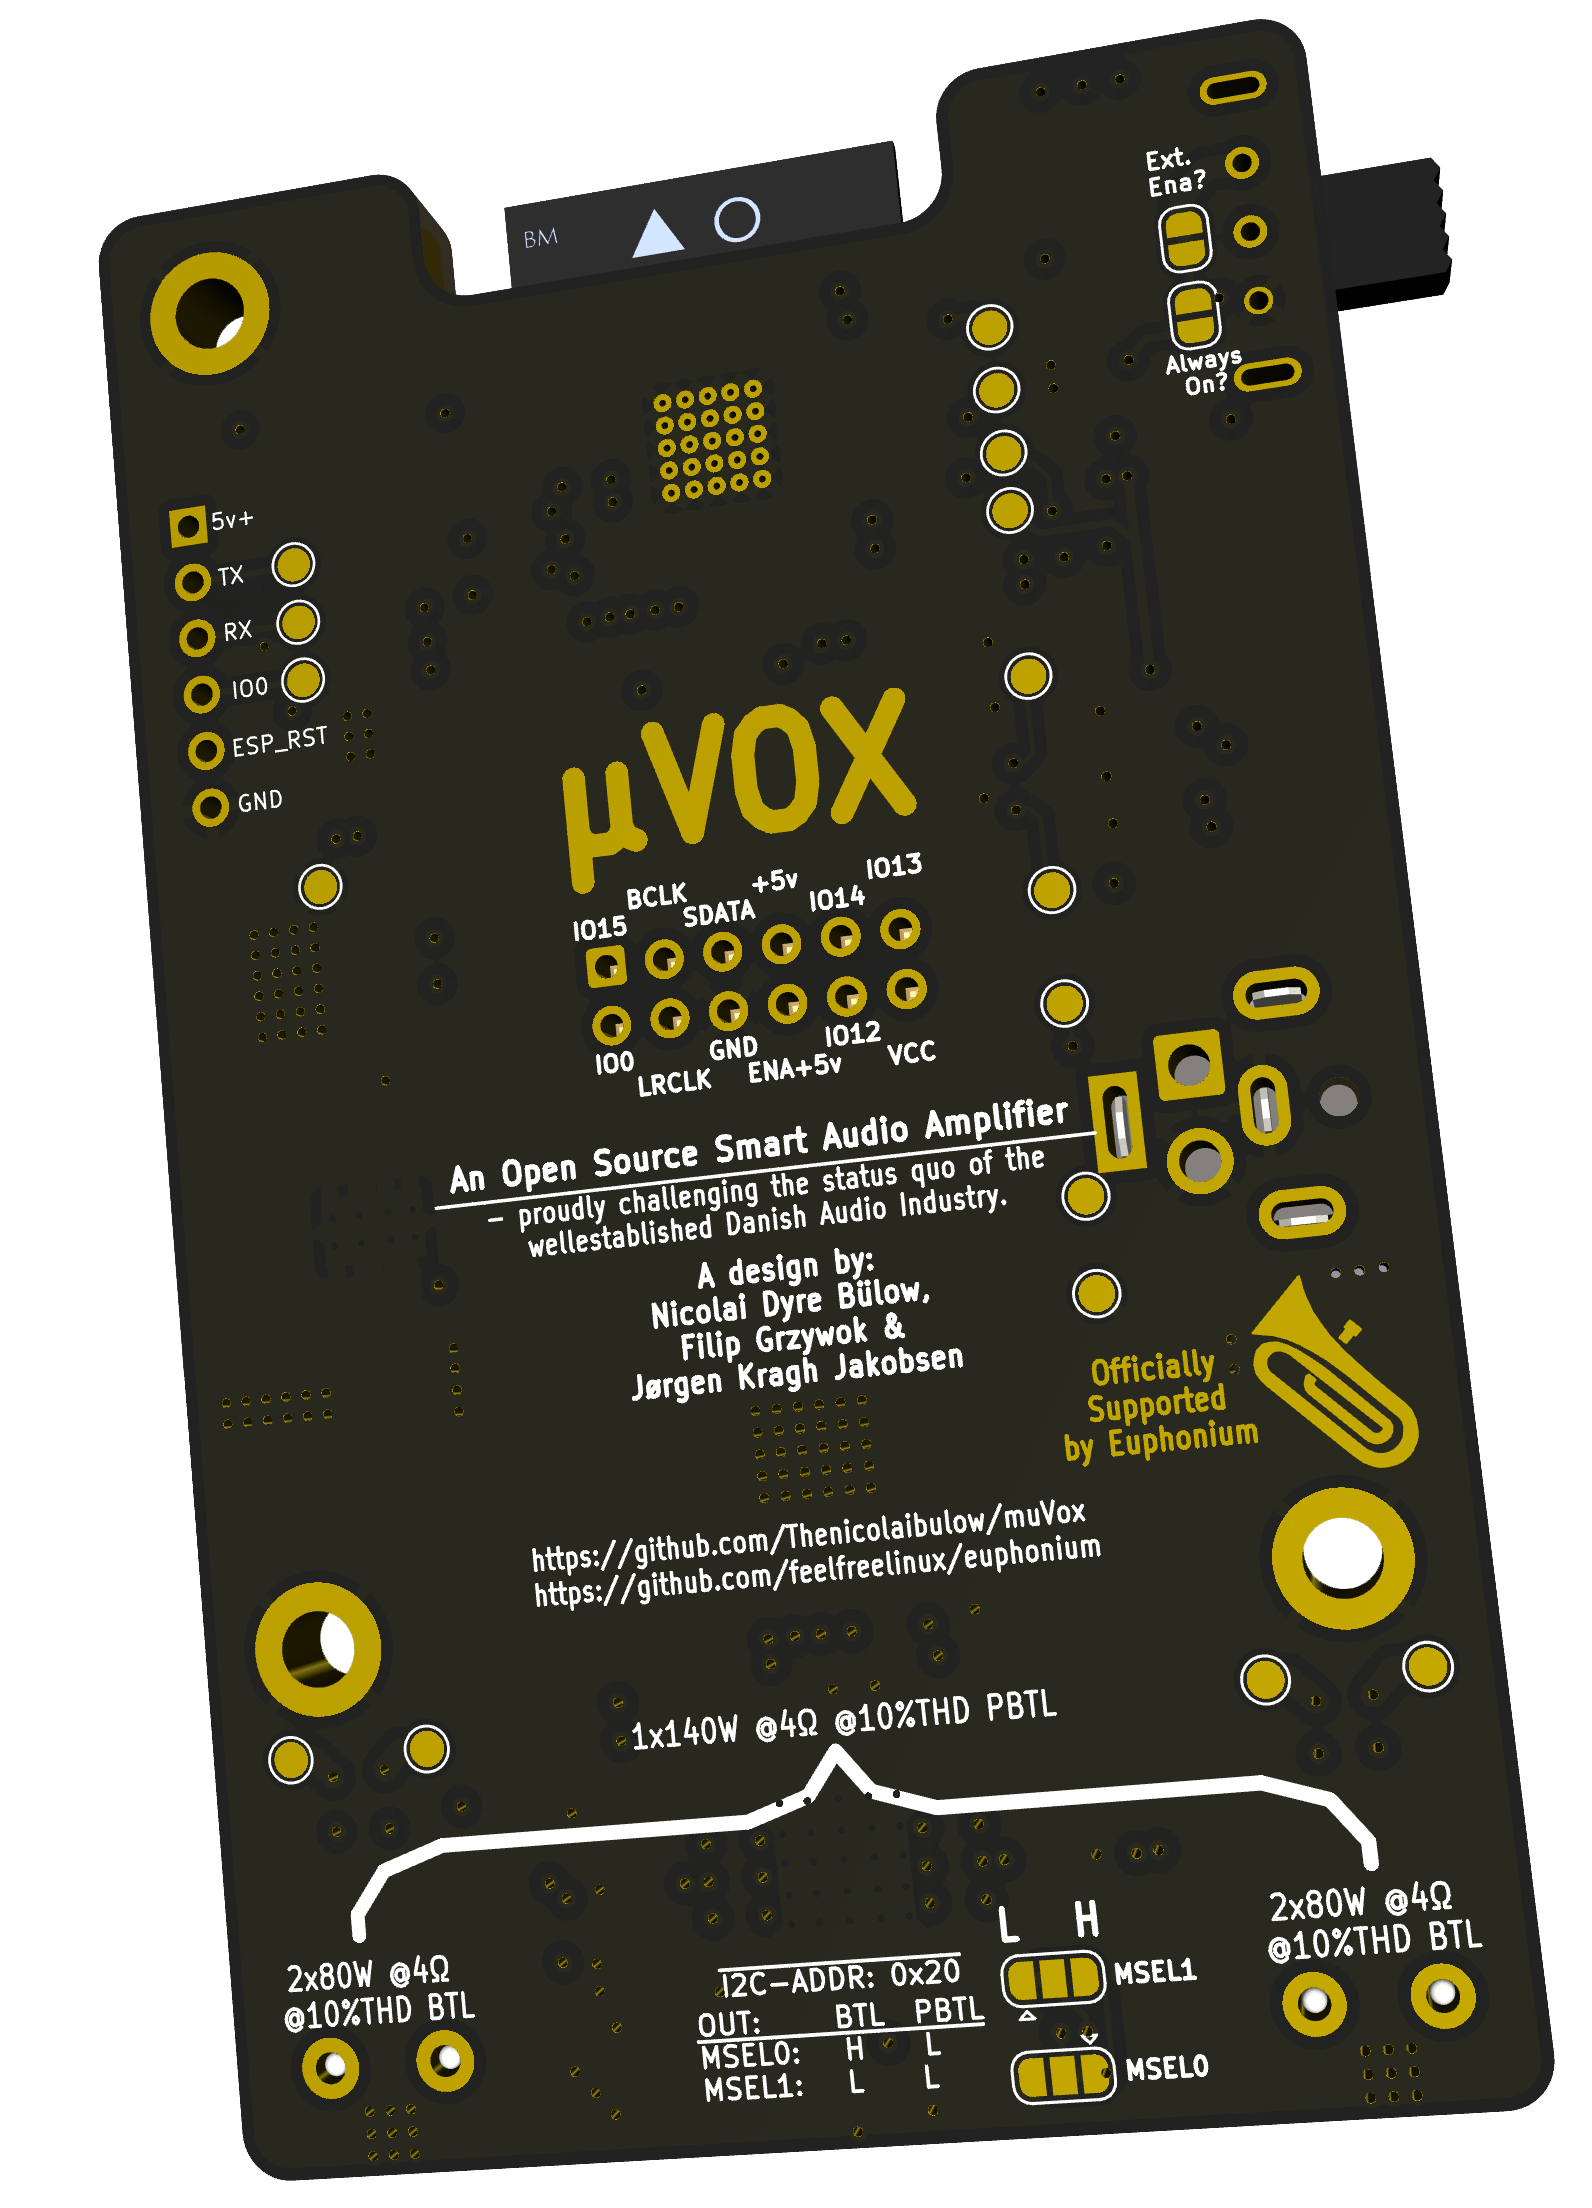 BM
Ext.
Ena?
Always
On?
5v+
TX
RX
IO0
ESP_RST
GND
µVOX
IO15 BCLK SDATA +5v IO14 IO13
IO0 LRCLK GND ENA+5v IO12 VCC
An Open Source Smart Audio Amplifier
- proudly challenging the status quo of the
wellestablished Danish Audio Industry.
A design by:
Nicolai Dyre Bülow,
Filip Grzywok &
Jørgen Kragh Jakobsen
Officially
Supported
by Euphonium
https://github.com/Thenicolaibulow/muVox
https://github.com/feelfreelinux/euphonium
1x140W @4Ω @10%THD PBTL
2x80W @4Ω
@10%THD BTL
2x80W @4Ω
@10%THD BTL
L H
MSEL1
MSEL0
I2C-ADDR: 0x20
OUT: BTL PBTL
MSEL0: H L
MSEL1: L L